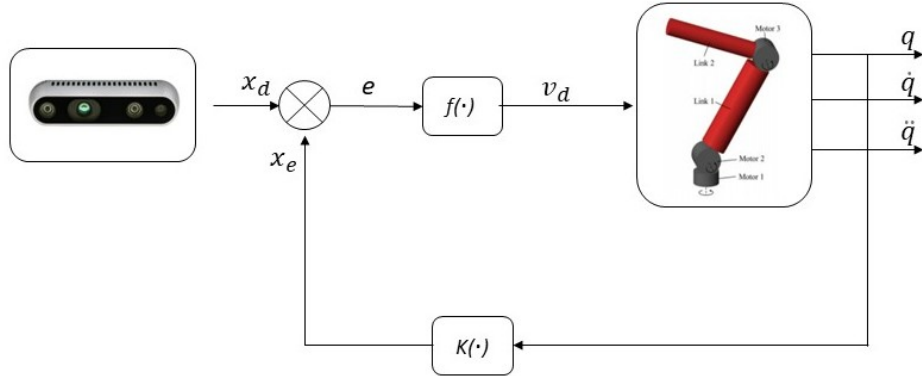 Motor 3
Link 2
Link 1
Motor 2
Motor 1
x_d
e
f(·)
v_d
q
q̇
q̈
x_e
K(·)